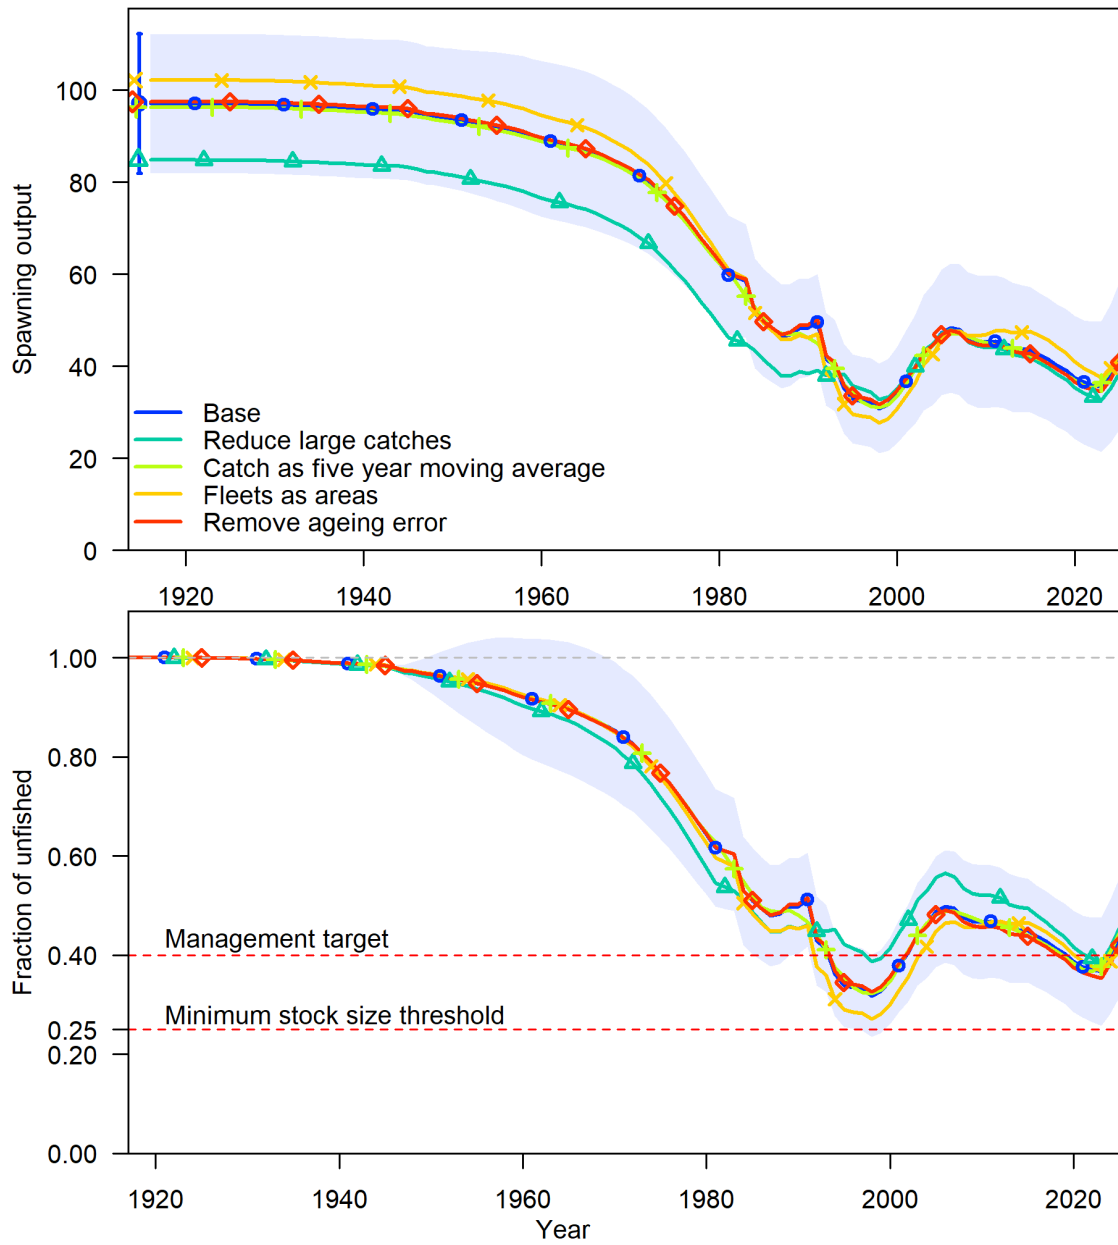 Spawning output
100
80
60
40
20
0
Base
Reduce large catches
Catch as five year moving average
Fleets as areas
Remove ageing error
1920 1940 1960 1980 2000 2020
Fraction of unfished
1.00
0.80
0.60
0.40
0.25
0.20
0.00
Management target
Minimum stock size threshold
1920 1940 1960 1980 2000 2020
Year